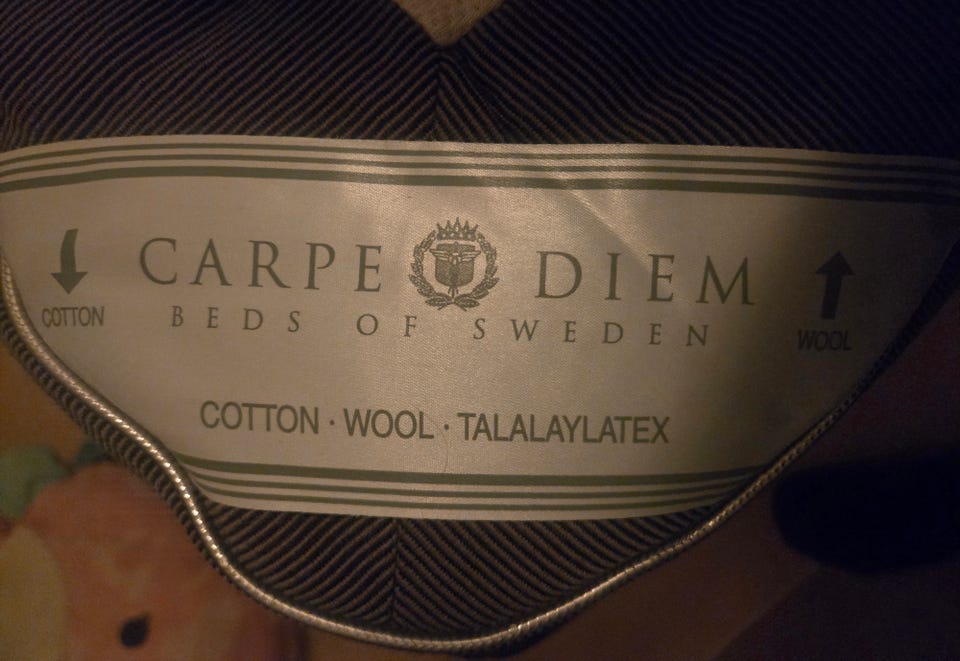 CARPE DIEM
BEDS OF SWEDEN
COTTON
WOOL
COTTON · WOOL · TALALAYLATEX